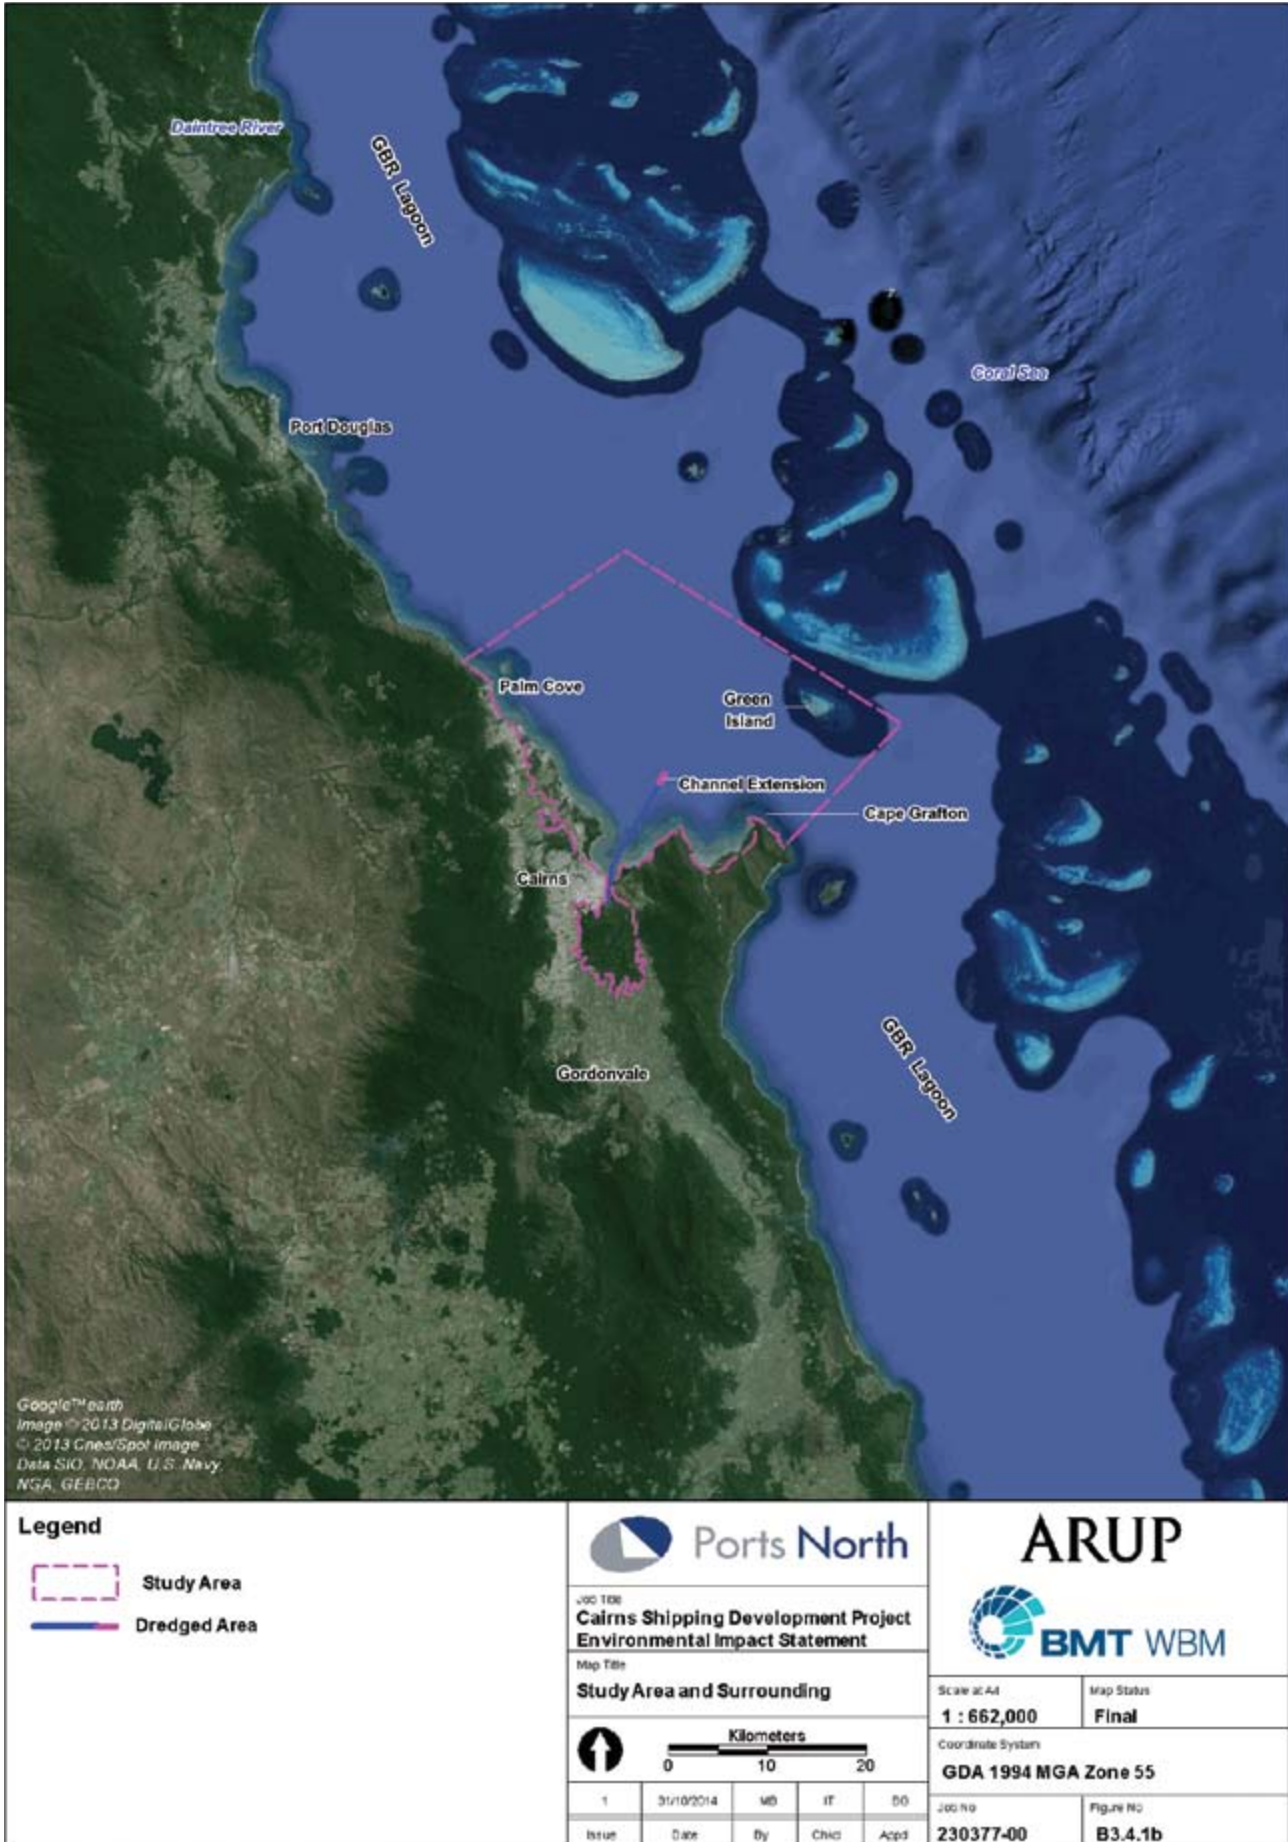 Daintree River
GBR Lagoon
Coral Sea
Port Douglas
Palm Cove
Green
Island
Channel Extension
Cape Grafton
Cairns
GBR Lagoon
Gordonvale
Google™ earth
Image © 2013 DigitalGlobe
© 2013 Cnes/Spot Image
Data SIO, NOAA, U.S. Navy,
NGA, GEBCO
Legend
Study Area
Dredged Area
Ports North
Job Title
Cairns Shipping Development Project
Environmental Impact Statement
Map Title
Study Area and Surrounding
Kilometers
0 10 20
1 31/10/2014 MB IT
Issue Date By Chkd Appd
ARUP
BMT WBM
Scale at A4
1 : 662,000
Map Status
Final
Coordinate System
GDA 1994 MGA Zone 55
Job No
230377-00
Figure No
B3.4.1b